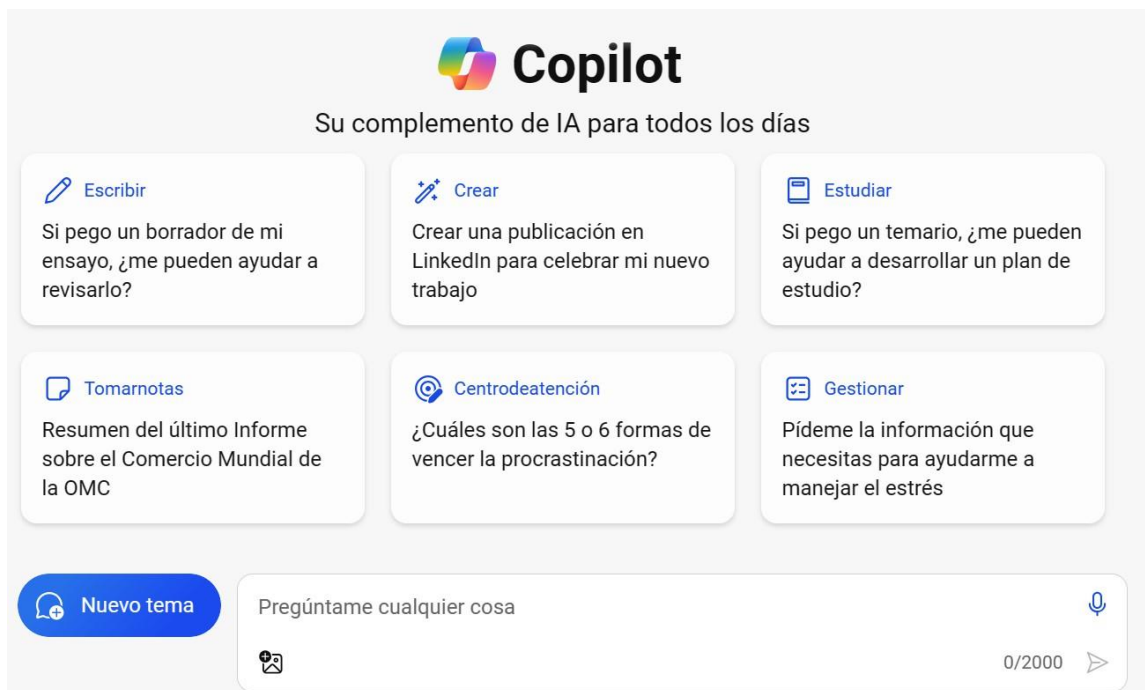 Copilot
Su complemento de IA para todos los días
Escribir
Si pego un borrador de mi
ensayo, ¿me pueden ayudar a
revisarlo?
Crear
Crear una publicación en
LinkedIn para celebrar mi nuevo
trabajo
Estudiar
Si pego un temario, ¿me pueden
ayudar a desarrollar un plan de
estudio?
Tomarnotas
Resumen del último Informe
sobre el Comercio Mundial de
la OMC
Centrodeatención
¿Cuáles son las 5 o 6 formas de
vencer la procrastinación?
Gestionar
Pídeme la información que
necesitas para ayudarme a
manejar el estrés
Nuevo tema
Pregúntame cualquier cosa
0/2000